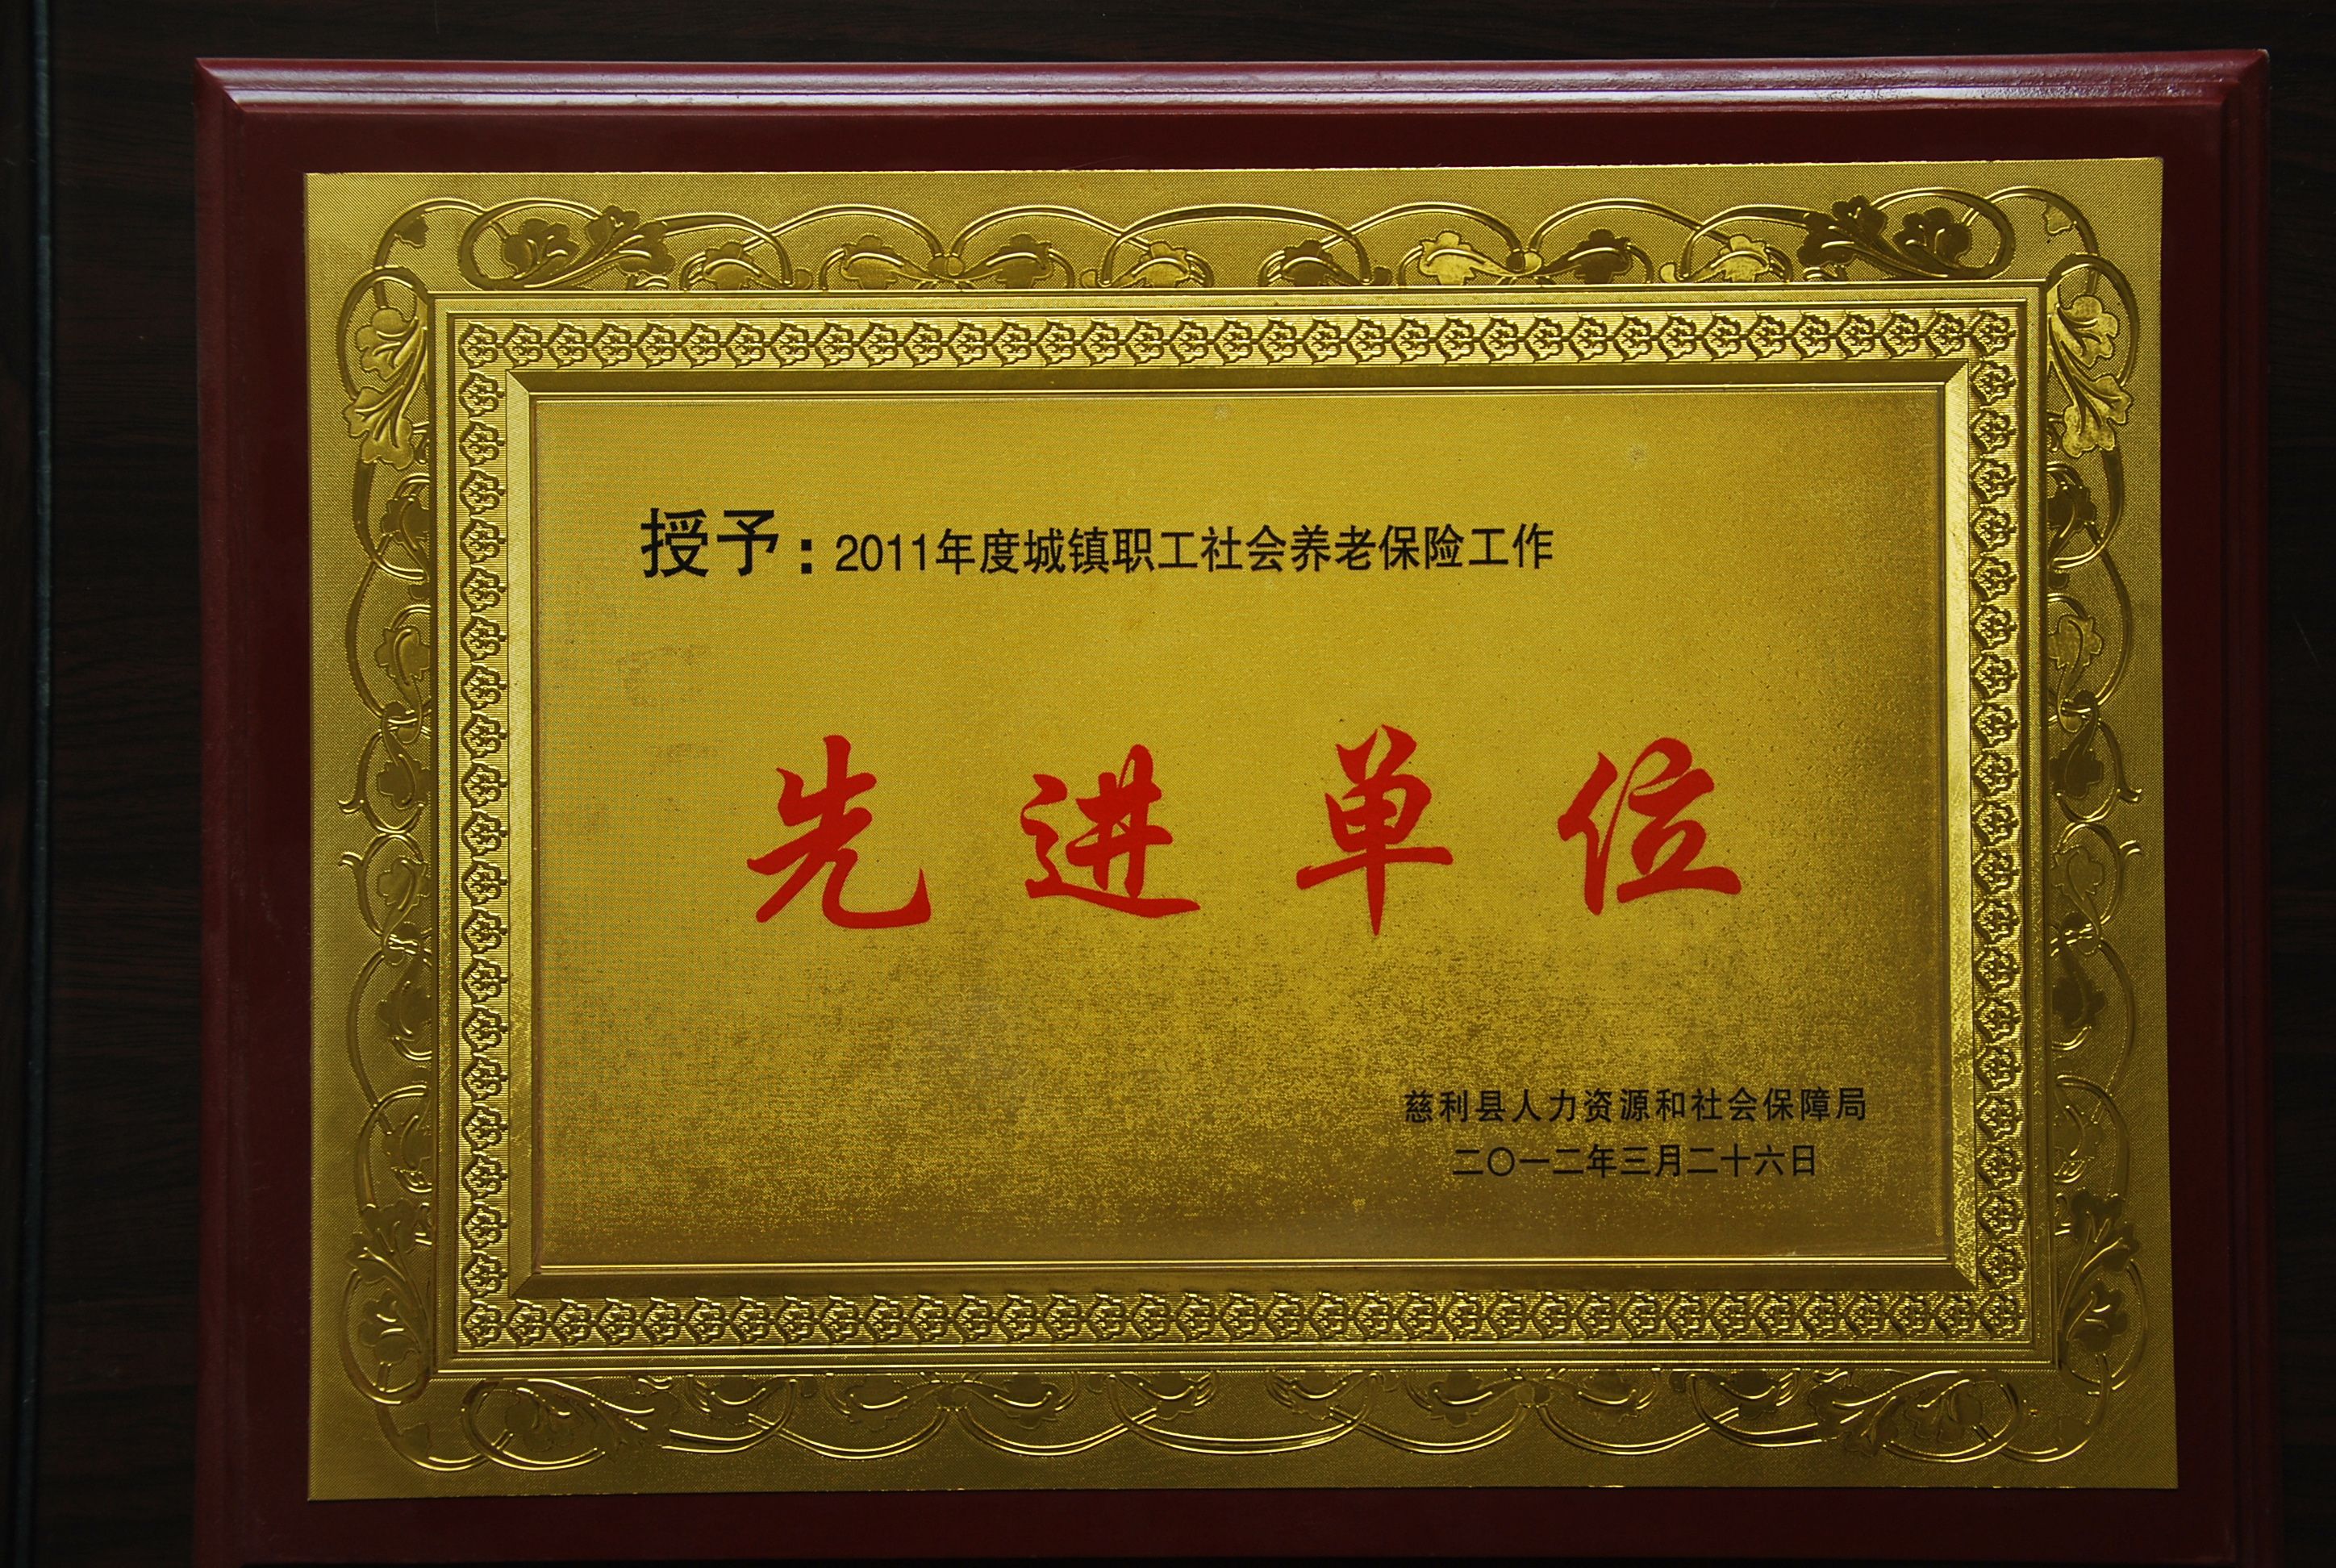 授予：2011年度城镇职工社会养老保险工作
先进单位
慈利县人力资源和社会保障局
二〇一二年三月二十六日